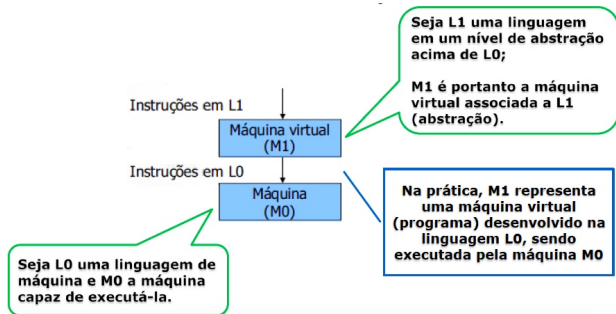 Seja L1 uma linguagem
em um nível de abstração
acima de L0;
M1 é portanto a máquina
virtual associada a L1
(abstração).
Instruções em L1
Máquina virtual
(M1)
Instruções em L0
Máquina
(M0)
Na prática, M1 representa
uma máquina virtual
(programa) desenvolvido na
linguagem L0, sendo
executada pela máquina M0
Seja L0 uma linguagem de
máquina e M0 a máquina
capaz de executá-la.